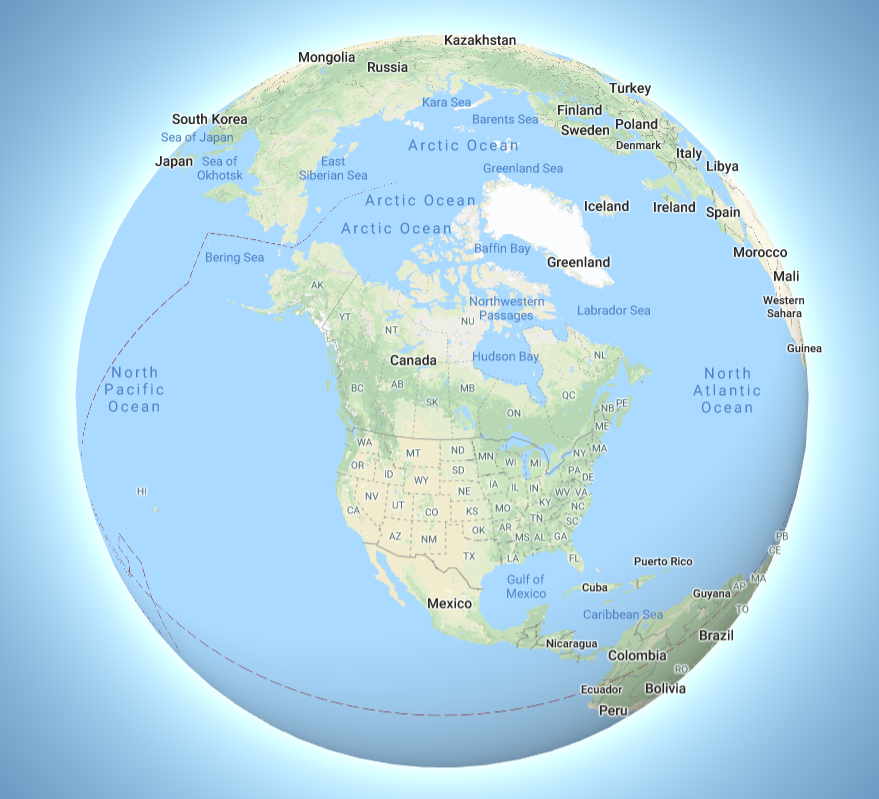 Kazakhstan
Mongolia
Russia
Turkey
Kara Sea
Finland
Barents Sea
South Korea
Poland
Sweden
Sea of Japan
Arctic Ocean
Denmark
Italy
Japan
Sea of
Okhotsk
East
Siberian Sea
Greenland Sea
Libya
Arctic Ocean
Iceland
Ireland
Spain
Arctic Ocean
Baffin Bay
Morocco
Bering Sea
Greenland
Mali
AK
Northwestern
Passages
Labrador Sea
Western
Sahara
YT
NU
NT
Guinea
Canada
Hudson Bay
NL
North
Pacific
Ocean
North
Atlantic
Ocean
BC
AB
MB
SK
QC
ON
NB
PE
ME
WA
MT
ND
MN
NY
MA
OR
ID
SD
WI
MI
PA
WY
DE
HI
NV
UT
NE
IA
IL
IN
WV
VA
CA
CO
KS
MO
KY
NC
AZ
NM
OK
AR
TN
SC
MS
AL
GA
TX
LA
FL
PB
CE
Puerto Rico
Gulf of
Mexico
Cuba
AP
MA
Guyana
Mexico
Caribbean Sea
TO
Nicaragua
Brazil
Colombia
RO
Ecuador
Bolivia
Peru